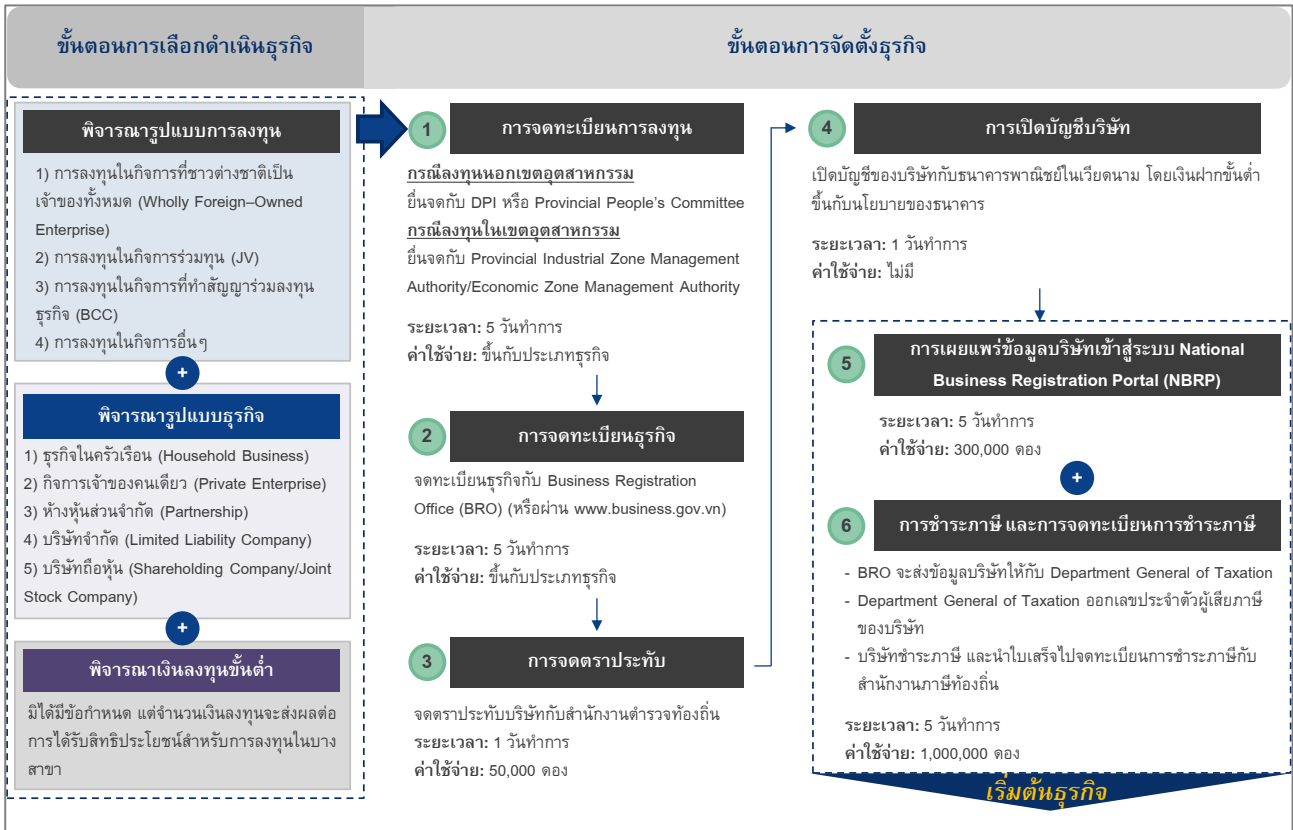 ขั้นตอนการเลือกดำเนินธุรกิจ
ขั้นตอนการจัดตั้งธุรกิจ
พิจารณารูปแบบการลงทุน
1) การลงทุนในกิจการที่ชาวต่างชาติเป็น
เจ้าของทั้งหมด (Wholly Foreign–Owned
Enterprise)
2) การลงทุนในกิจการร่วมทุน (JV)
3) การลงทุนในกิจการที่ทำสัญญาร่วมลงทุน
ธุรกิจ (BCC)
4) การลงทุนในกิจการอื่นๆ
+
พิจารณารูปแบบธุรกิจ
1) ธุรกิจในครัวเรือน (Household Business)
2) กิจการเจ้าของคนเดียว (Private Enterprise)
3) ห้างหุ้นส่วนจำกัด (Partnership)
4) บริษัทจำกัด (Limited Liability Company)
5) บริษัทถือหุ้น (Shareholding Company/Joint
Stock Company)
+
พิจารณาเงินลงทุนขั้นต่ำ
มิได้มีข้อกำหนด แต่จำนวนเงินลงทุนจะส่งผลต่อ
การได้รับสิทธิประโยชน์สำหรับการลงทุนในบาง
สาขา
1
การจดทะเบียนการลงทุน
กรณีลงทุนนอกเขตอุตสาหกรรม
ยื่นจดกับ DPI หรือ Provincial People's Committee
กรณีลงทุนในเขตอุตสาหกรรม
ยื่นจดกับ Provincial Industrial Zone Management
Authority/Economic Zone Management Authority
ระยะเวลา: 5 วันทำการ
ค่าใช้จ่าย: ขึ้นกับประเภทธุรกิจ
2
การจดทะเบียนธุรกิจ
จดทะเบียนธุรกิจกับ Business Registration
Office (BRO) (หรือผ่าน www.business.gov.vn)
ระยะเวลา: 5 วันทำการ
ค่าใช้จ่าย: ขึ้นกับประเภทธุรกิจ
3
การจดตราประทับ
จดตราประทับบริษัทกับสำนักงานตำรวจท้องถิ่น
ระยะเวลา: 1 วันทำการ
ค่าใช้จ่าย: 50,000 ดอง
4
การเปิดบัญชีบริษัท
เปิดบัญชีของบริษัทกับธนาคารพาณิชย์ในเวียดนาม โดยเงินฝากขั้นต่ำ
ขึ้นกับนโยบายของธนาคาร
ระยะเวลา: 1 วันทำการ
ค่าใช้จ่าย: ไม่มี
5
การเผยแพร่ข้อมูลบริษัทเข้าสู่ระบบ National
Business Registration Portal (NBRP)
ระยะเวลา: 5 วันทำการ
ค่าใช้จ่าย: 300,000 ดอง
+
6
การชำระภาษี และการจดทะเบียนการชำระภาษี
- BRO จะส่งข้อมูลบริษัทให้กับ Department General of Taxation
- Department General of Taxation ออกเลขประจำตัวผู้เสียภาษี
ของบริษัท
- บริษัทชำระภาษี และนำใบเสร็จไปจดทะเบียนการชำระภาษีกับ
สำนักงานภาษีท้องถิ่น
ระยะเวลา: 5 วันทำการ
ค่าใช้จ่าย: 1,000,000 ดอง
เริ่มต้นธุรกิจ